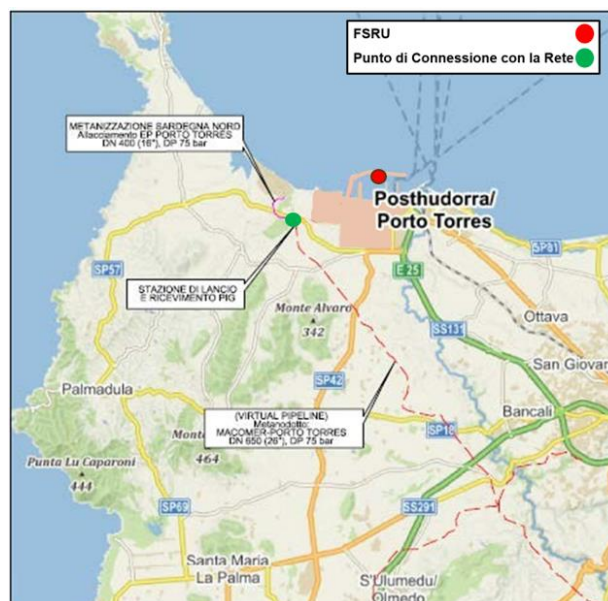 FSRU
Punto di Connessione con la Rete
METANIZZAZIONE SARDEGNA NORD
Allacciamento EP PORTO TORRES
DN 400 (16"), DP 75 bar
Posthudorra/
Porto Torres
SP57
SP81
E 25
STAZIONE DI LANCIO
E RICEVIMENTO PIG
Monte Alvaro
342
Ottava
SS131
San Giovan
SP42
Palmadula
(VIRTUAL PIPELINE)
Metanodotto:
MACOMER-PORTO TORRES
DN 650 (26"), DP 75 bar
Bancali
Mont
464
SP18
Punta Lu Caparoni
444
SP69
SS291
Santa Maria
La Palma
S'Ulumedu/
Olmedo